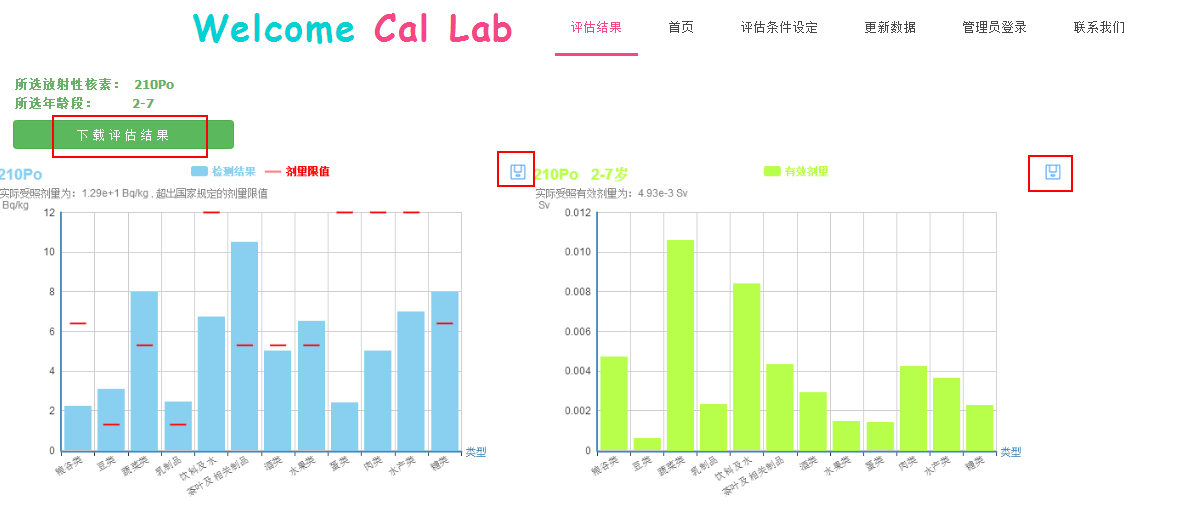 Welcome Cal Lab
评估结果 首页 评估条件设定 更新数据 管理员登录 联系我们
所选放射性核素： 210Po
所选年龄段： 2-7
下载评估结果
210Po
检测结果 剂量限值
实际受照剂量为：1.29e+1 Bq/kg , 超出国家规定的剂量限值
Bq/kg
12
10
8
6
4
2
0
粮谷类 豆类 蔬菜类 乳制品 饮料及水 茶叶及相关制品 酒类 水果类 蛋类 肉类 水产类 糖类
类型
210Po 2-7岁
有效剂量
实际受照有效剂量为：4.93e-3 Sv
Sv
0.012
0.010
0.008
0.006
0.004
0.002
0
粮谷类 豆类 蔬菜类 乳制品 饮料及水 茶叶及相关制品 酒类 水果类 蛋类 肉类 水产类 糖类
类型